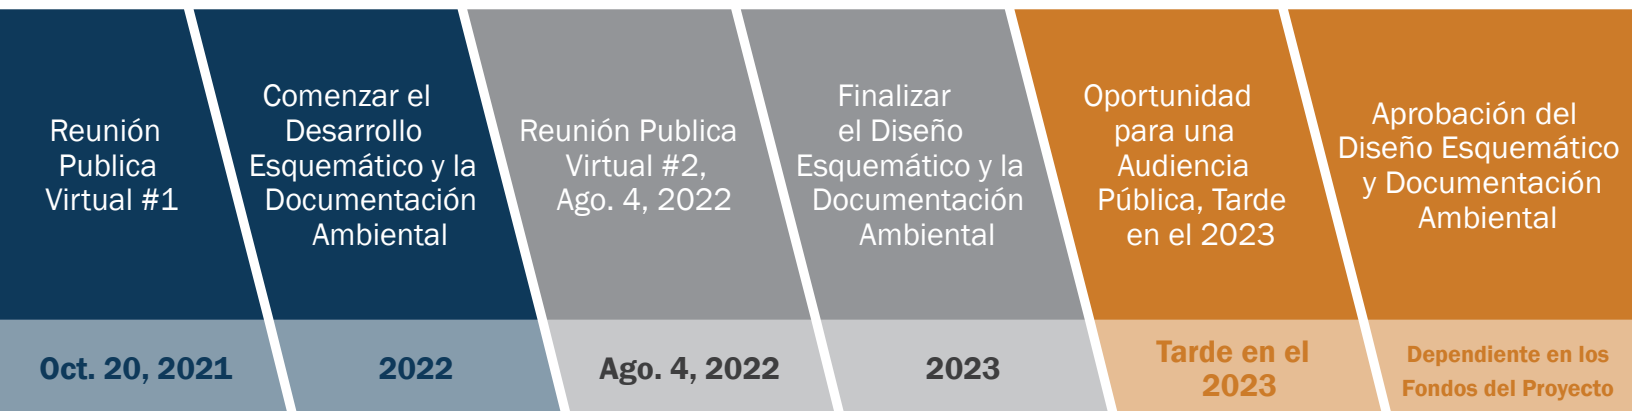 Reunión
Publica
Virtual #1
Comenzar el
Desarrollo
Esquemático y la
Documentación
Ambiental
Reunión Publica
Virtual #2,
Ago. 4, 2022
Finalizar
el Diseño
Esquemático y la
Documentación
Ambiental
Oportunidad
para una
Audiencia
Pública, Tarde
en el 2023
Aprobación del
Diseño Esquemático
y Documentación
Ambiental
Oct. 20, 2021
2022
Ago. 4, 2022
2023
Tarde en el
2023
Dependiente en los
Fondos del Proyecto